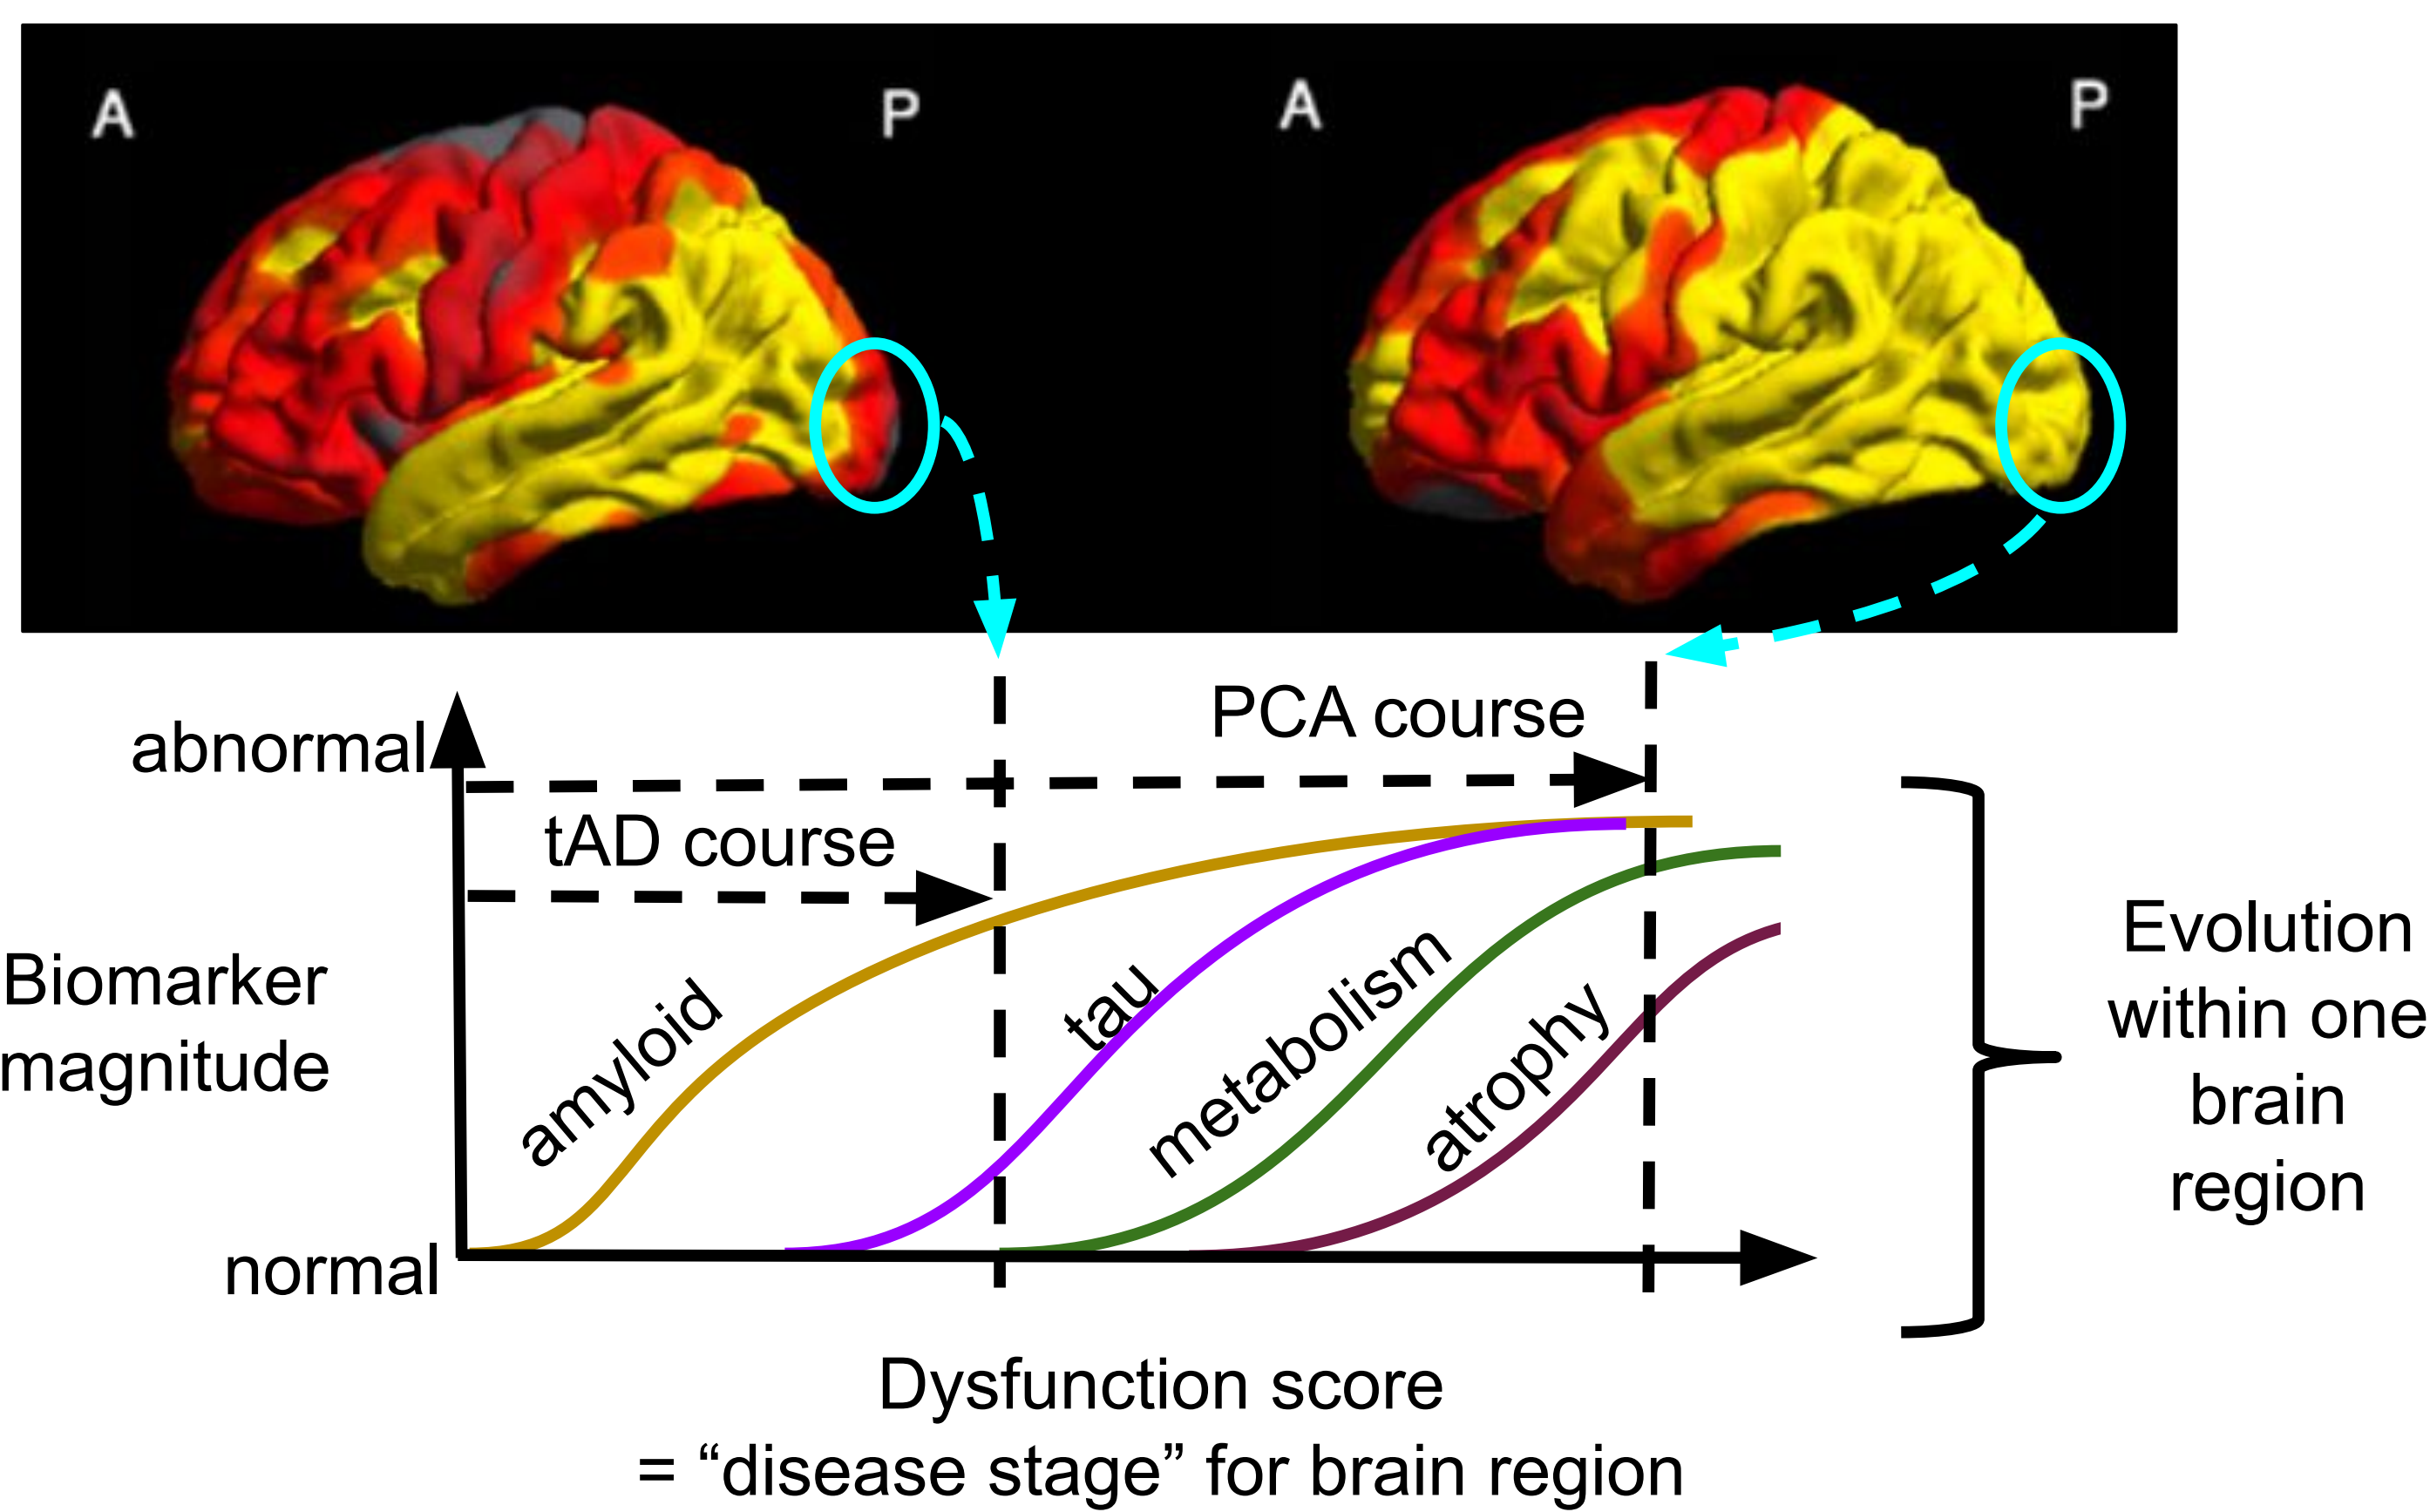 A
P
A
P
PCA course
abnormal
tAD course
Biomarker
magnitude
amyloid
tau
metabolism
atrophy
Evolution
within one
brain
region
normal
Dysfunction score
= “disease stage” for brain region